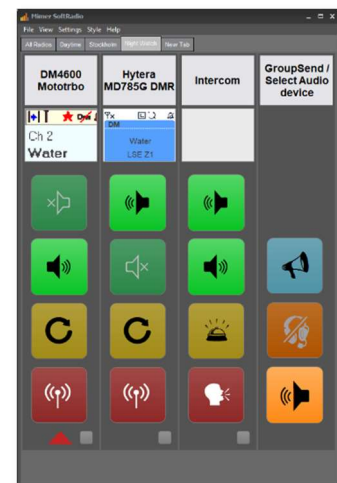 Mimer SoftRadio
File View Settings Style Help
All Radios Daytime Stockholm Night Watch New Tab
DM4600
Mototrbo
Hytera
MD785G DMR
Intercom
GroupSend /
Select Audio
device
Ch 2
Water
DM
Water
LSE Z1